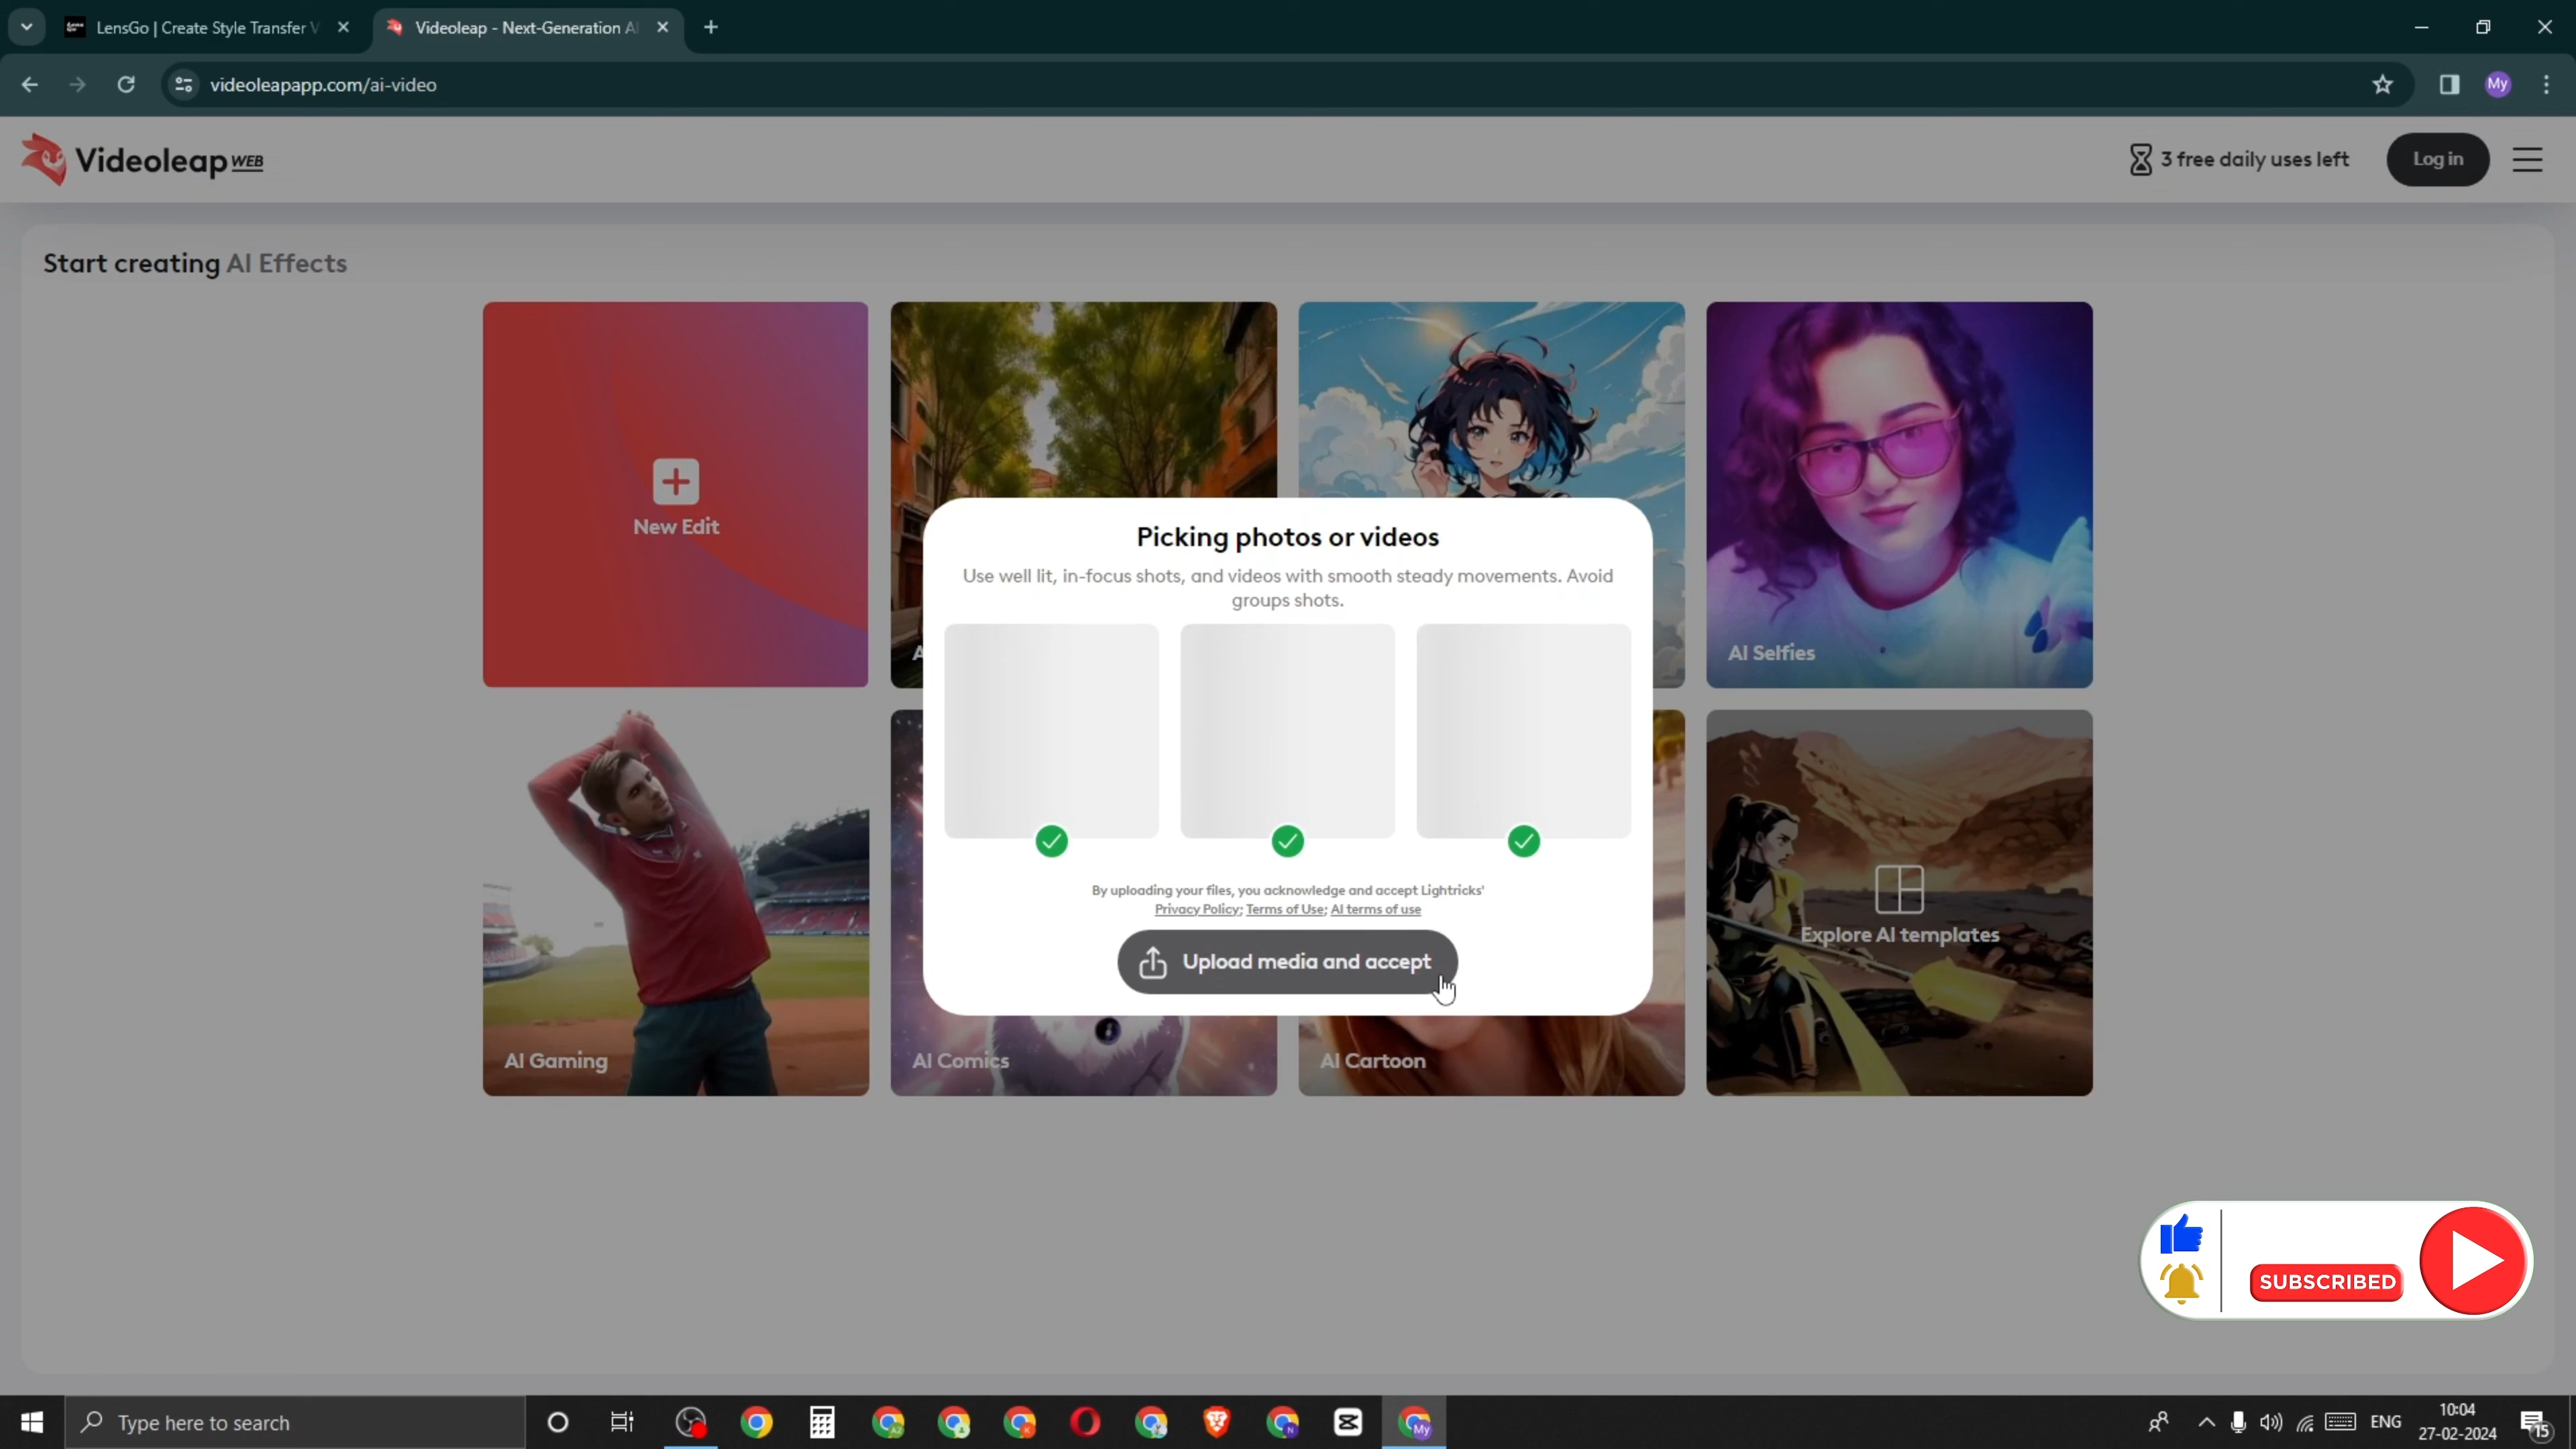 LensGo | Create Style Transfer V
Videoleap - Next-Generation AI
videoleapapp.com/ai-video
My
Videoleap WEB
3 free daily uses left
Log in
Start creating AI Effects
New Edit
AI Selfies
Picking photos or videos
Use well lit, in-focus shots, and videos with smooth steady movements. Avoid
groups shots.
By uploading your files, you acknowledge and accept Lightricks'
Privacy Policy; Terms of Use; AI terms of use
Upload media and accept
Explore AI templates
AI Gaming
AI Comics
AI Cartoon
SUBSCRIBED
Type here to search
My
ENG
10:04
27-02-2024
15